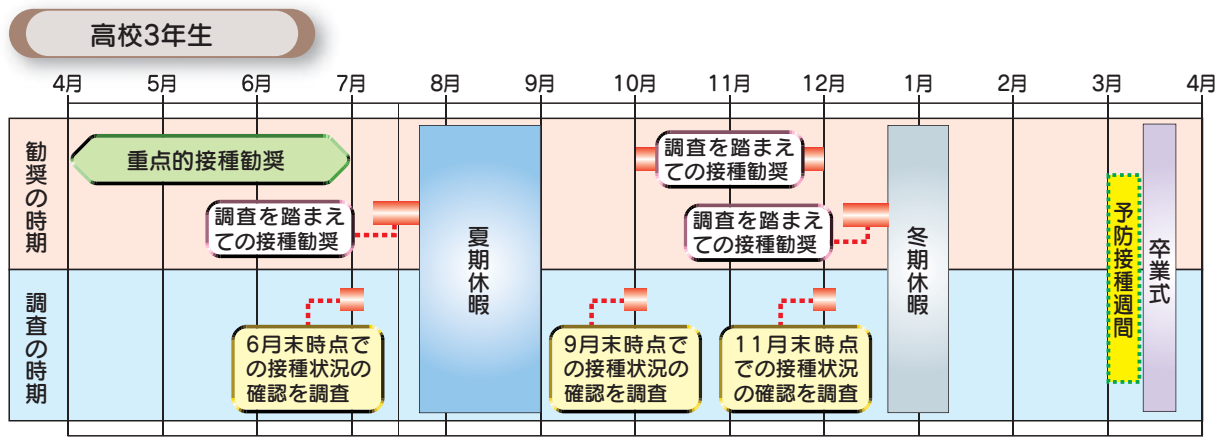 高校3年生
4月 5月 6月 7月 8月 9月 10月 11月 12月 1月 2月 3月 4月
勧奨の時期
重点的接種勧奨
調査を踏まえ
ての接種勧奨
夏期休暇
調査を踏まえ
ての接種勧奨
調査を踏まえ
ての接種勧奨
冬期休暇
予防接種週間
卒業式
調査の時期
6月末時点で
の接種状況の
確認を調査
9月末時点で
の接種状況の
確認を調査
11月末時点
での接種状況
の確認を調査